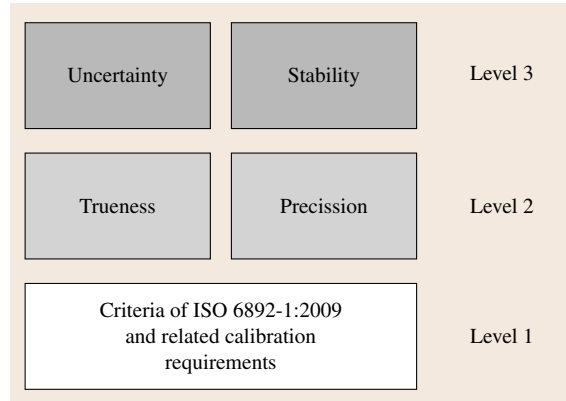 Uncertainty
Stability
Level 3
Trueness
Precission
Level 2
Criteria of ISO 6892-1:2009
and related calibration
requirements
Level 1